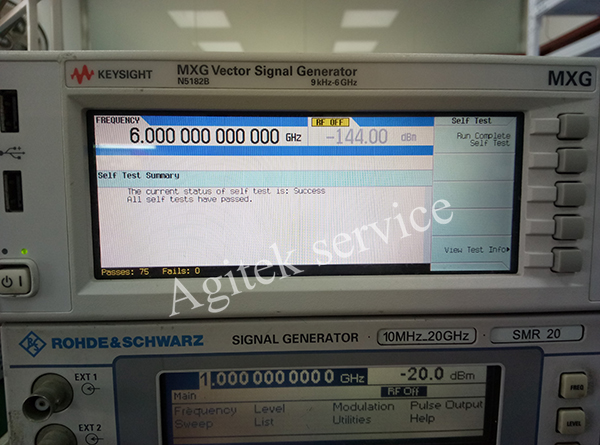 KEYSIGHT MXG Vector Signal Generator MXG
N5182B 9 kHz-6 GHz
FREQUENCY RF OFF Self Test
6.000 000 000 000 GHz -144.00 dBm
Run Complete
Self Test
Self Test Summary
The current status of self test is: Success
All self tests have passed.
View Test Info
Passes: 75 Fails: 0
Agitek service
ROHDE&SCHWARZ SIGNAL GENERATOR 10MHz...20GHz SMR 20
EXT 1
1.000 000 000 0 GHz -20.0 dBm
Main RF Off
FREQ
Frequency Level Modulation Pulse Output
Sweep List Utilities Help
LEVEL
EXT 2